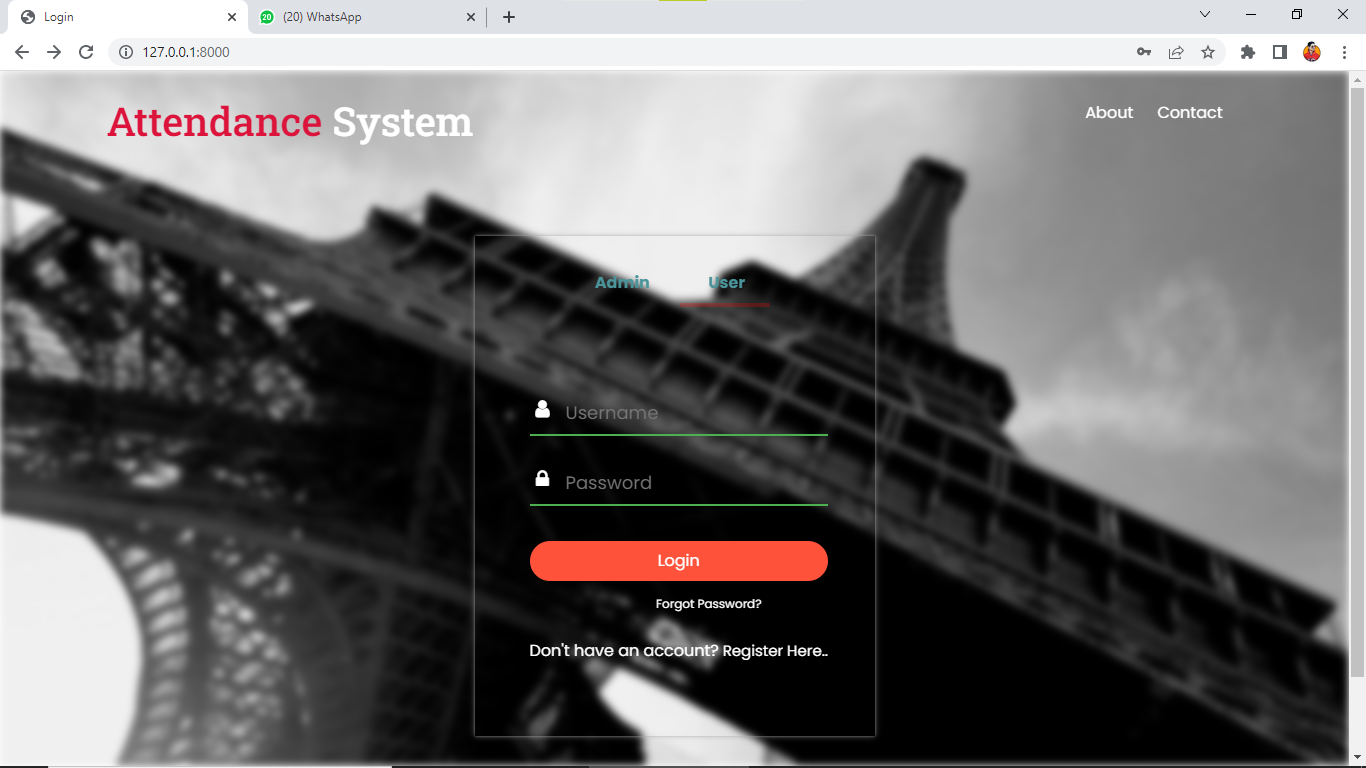 Login
(20) WhatsApp
127.0.0.1:8000
Attendance System
About Contact
Admin User
Username
Password
Login
Forgot Password?
Don't have an account? Register Here..